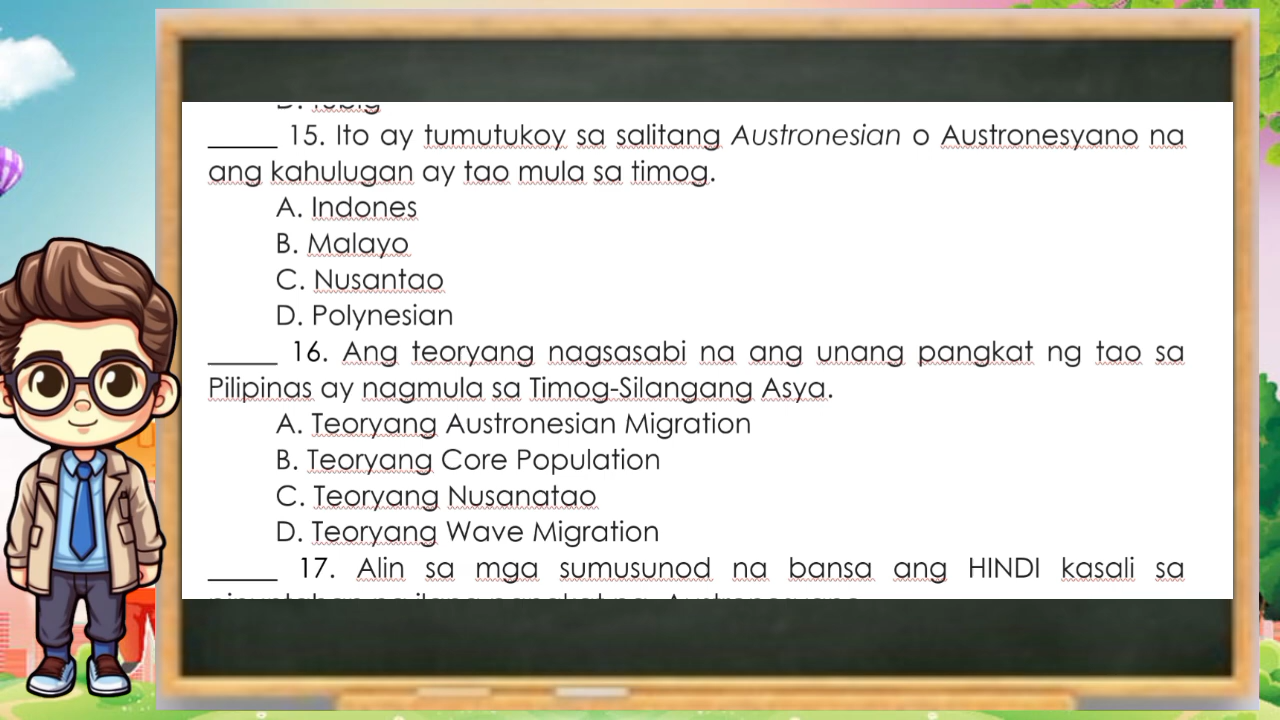 _____ 15. Ito ay tumutukoy sa salitang Austronesian o Austronesyano na
ang kahulugan ay tao mula sa timog.
A. Indones
B. Malayo
C. Nusantao
D. Polynesian
_____ 16. Ang teoryang nagsasabi na ang unang pangkat ng tao sa
Pilipinas ay nagmula sa Timog-Silangang Asya.
A. Teoryang Austronesian Migration
B. Teoryang Core Population
C. Teoryang Nusanatao
D. Teoryang Wave Migration
_____ 17. Alin sa mga sumusunod na bansa ang HINDI kasali sa